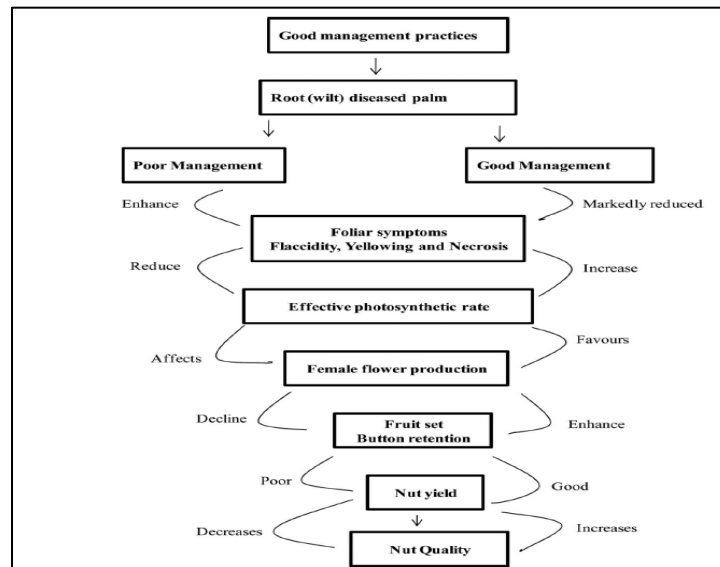 Good management practices
Root (wilt) diseased palm
Poor Management
Good Management
Enhance
Markedly reduced
Foliar symptoms
Flaccidity, Yellowing and Necrosis
Reduce
Increase
Effective photosynthetic rate
Affects
Favours
Female flower production
Decline
Enhance
Fruit set
Button retention
Poor
Good
Nut yield
Decreases
Increases
Nut Quality